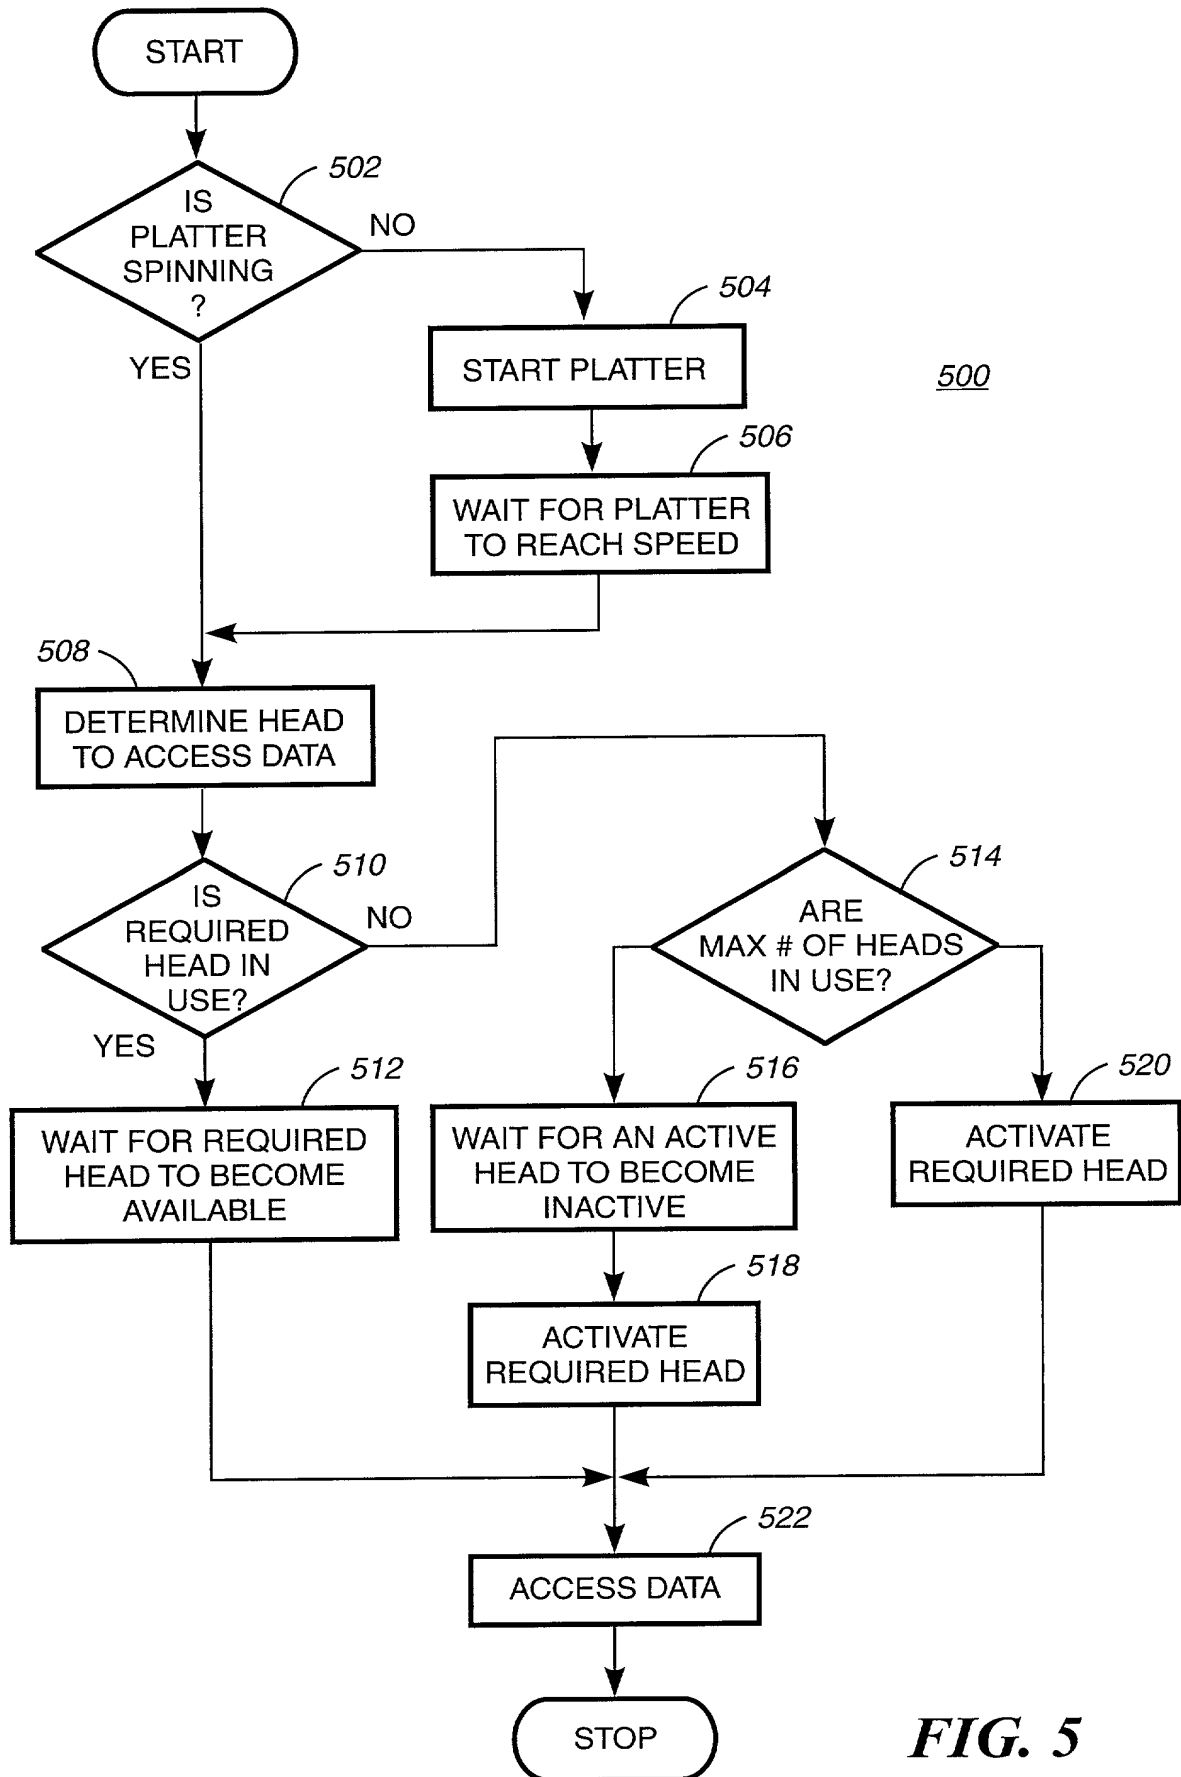 START
502
IS
PLATTER
SPINNING
?
NO
YES
504
START PLATTER
500
506
WAIT FOR PLATTER
TO REACH SPEED
508
DETERMINE HEAD
TO ACCESS DATA
510
IS
REQUIRED
HEAD IN
USE?
NO
YES
514
ARE
MAX # OF HEADS
IN USE?
512
WAIT FOR REQUIRED
HEAD TO BECOME
AVAILABLE
516
WAIT FOR AN ACTIVE
HEAD TO BECOME
INACTIVE
520
ACTIVATE
REQUIRED HEAD
518
ACTIVATE
REQUIRED HEAD
522
ACCESS DATA
STOP
FIG. 5